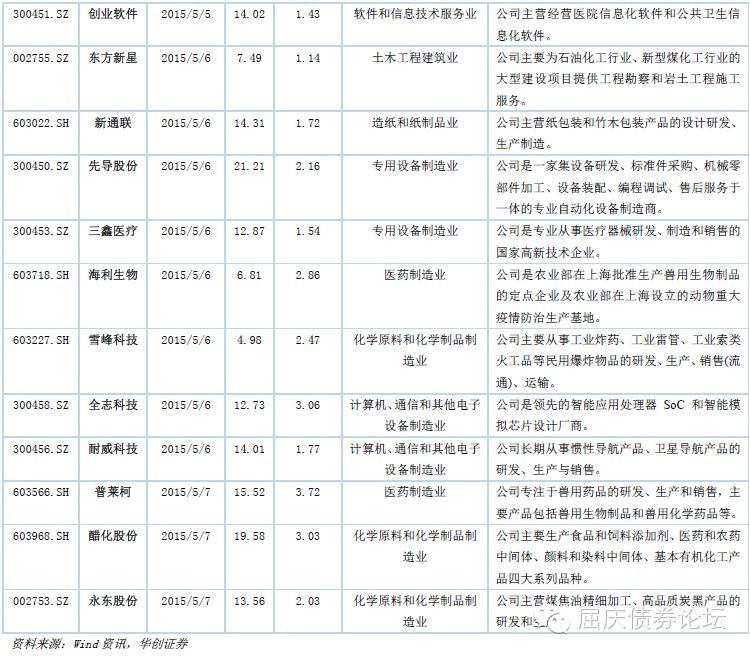 300451.SZ 创业软件 2015/5/5 14.02 1.43 软件和信息技术服务业 公司主营经营医院信息化软件和公共卫生信
息化软件。
002755.SZ 东方新星 2015/5/6 7.49 1.14 土木工程建筑业 公司主要为石油化工行业、新型煤化工行业的
大型建设项目提供工程勘察和岩土工程施工
服务。
603022.SH 新通联 2015/5/6 14.31 1.72 造纸和纸制品业 公司主营纸包装和竹木包装产品的设计研发、
生产制造。
300450.SZ 先导股份 2015/5/6 21.21 2.16 专用设备制造业 公司是一家集设备研发、标准件采购、机械零
部件加工、设备装配、编程调试、售后服务于
一体的专业自动化设备制造商。
300453.SZ 三鑫医疗 2015/5/6 12.87 1.54 专用设备制造业 公司是专业从事医疗器械研发、制造和销售的
国家高新技术企业。
603718.SH 海利生物 2015/5/6 6.81 2.86 医药制造业 公司是农业部在上海批准生产兽用生物制品
的定点企业及农业部在上海设立的动物重大
疫情防治生产基地。
603227.SH 雪峰科技 2015/5/6 4.98 2.47 化学原料和化学制品制 公司主要从事工业炸药、工业雷管、工业索类
造业 火工品等民用爆炸物品的研发、生产、销售(流
通)、运输。
300458.SZ 全志科技 2015/5/6 12.73 3.06 计算机、通信和其他电子 公司是领先的智能应用处理器 SoC 和智能模
设备制造业 拟芯片设计厂商。
300456.SZ 耐威科技 2015/5/6 14.01 1.77 计算机、通信和其他电子 公司长期从事惯性导航产品、卫星导航产品的
设备制造业 研发、生产与销售。
603566.SH 普莱柯 2015/5/7 15.52 3.72 医药制造业 公司专注于兽用药品的研发、生产和销售，主
要产品包括兽用生物制品和兽用化学药品等。
603968.SH 醋化股份 2015/5/7 19.58 3.03 化学原料和化学制品制 公司主要生产食品和饲料添加剂、医药和农药
造业 中间体、颜料和染料中间体、基本有机化工产
品四大系列品种。
002753.SZ 永东股份 2015/5/7 13.56 2.03 化学原料和化学制品制 公司主营煤焦油精细加工、高品质炭黑产品的
造业 研发和
资料来源：Wind 资讯，华创证券
屈庆债券论坛